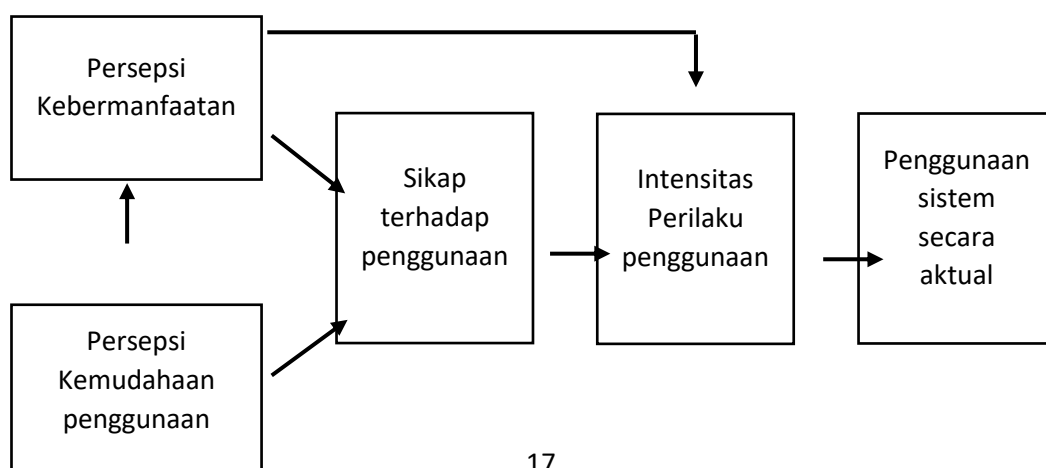 Persepsi
Kebermanfaatan
Sikap
terhadap
penggunaan
Intensitas
Perilaku
penggunaan
Penggunaan
sistem
secara
aktual
Persepsi
Kemudahaan
penggunaan
17